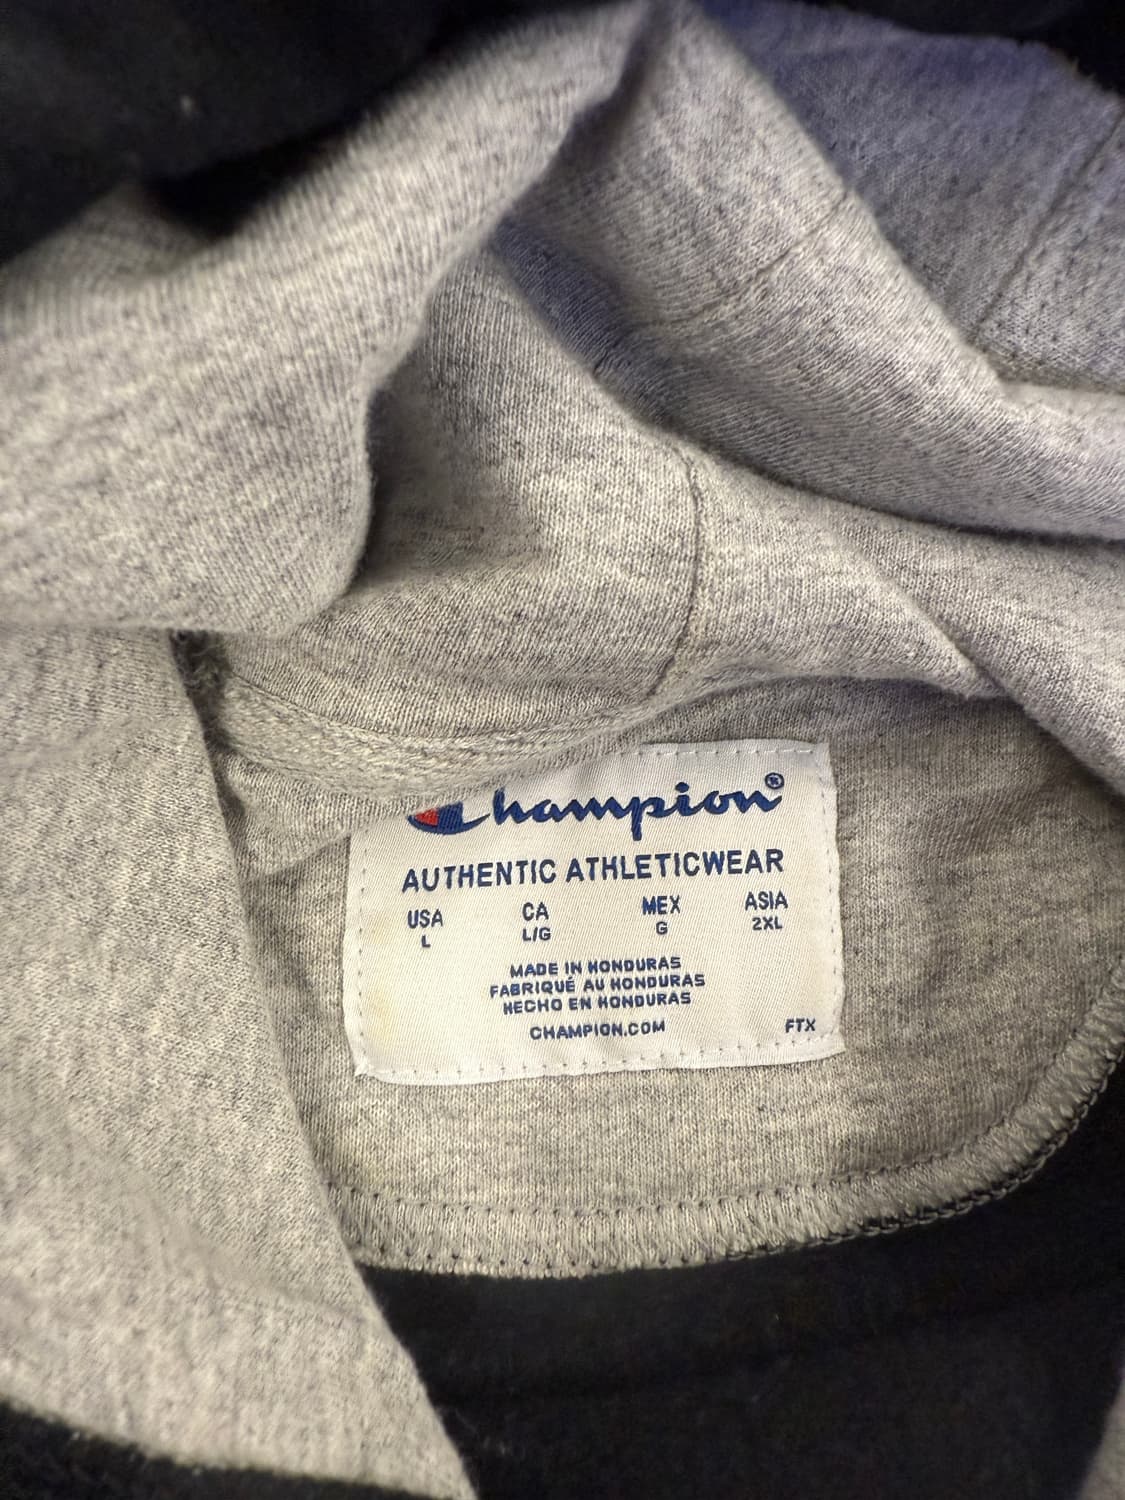 Champion®
AUTHENTIC ATHLETICWEAR
USA CA MEX ASIA
L L/G G 2XL
MADE IN HONDURAS
FABRIQUÉ AU HONDURAS
HECHO EN HONDURAS
CHAMPION.COM FTX